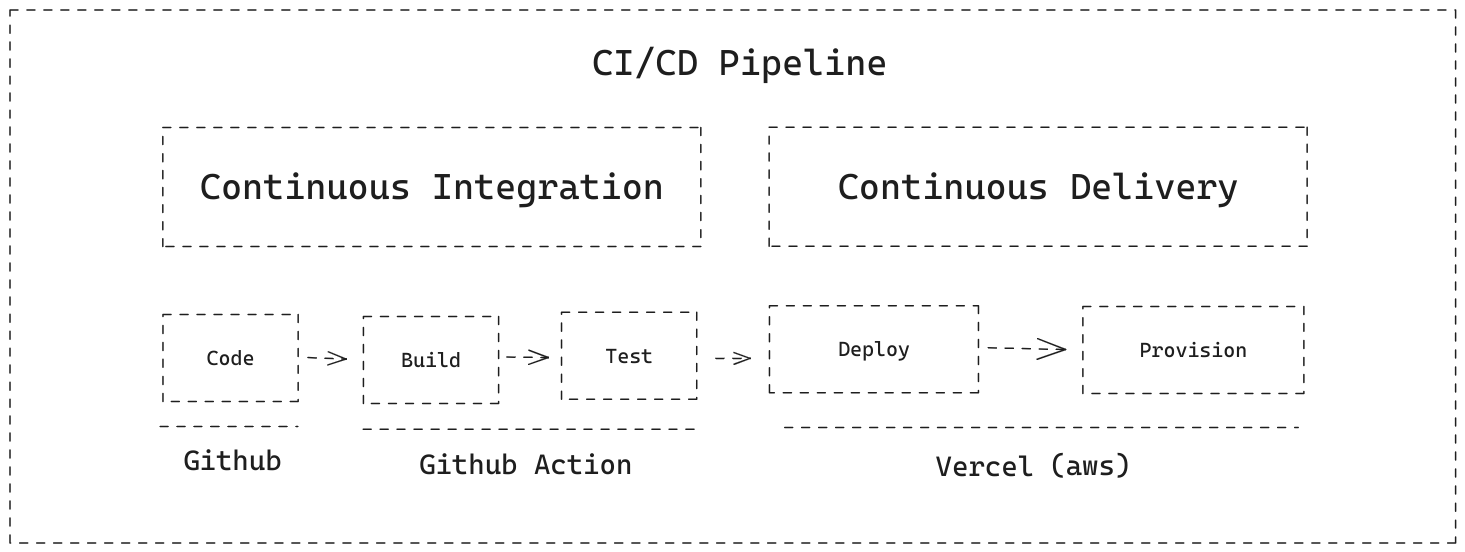 CI/CD Pipeline
Continuous Integration
Continuous Delivery
Code
Build
Test
Deploy
Provision
Github
Github Action
Vercel (aws)